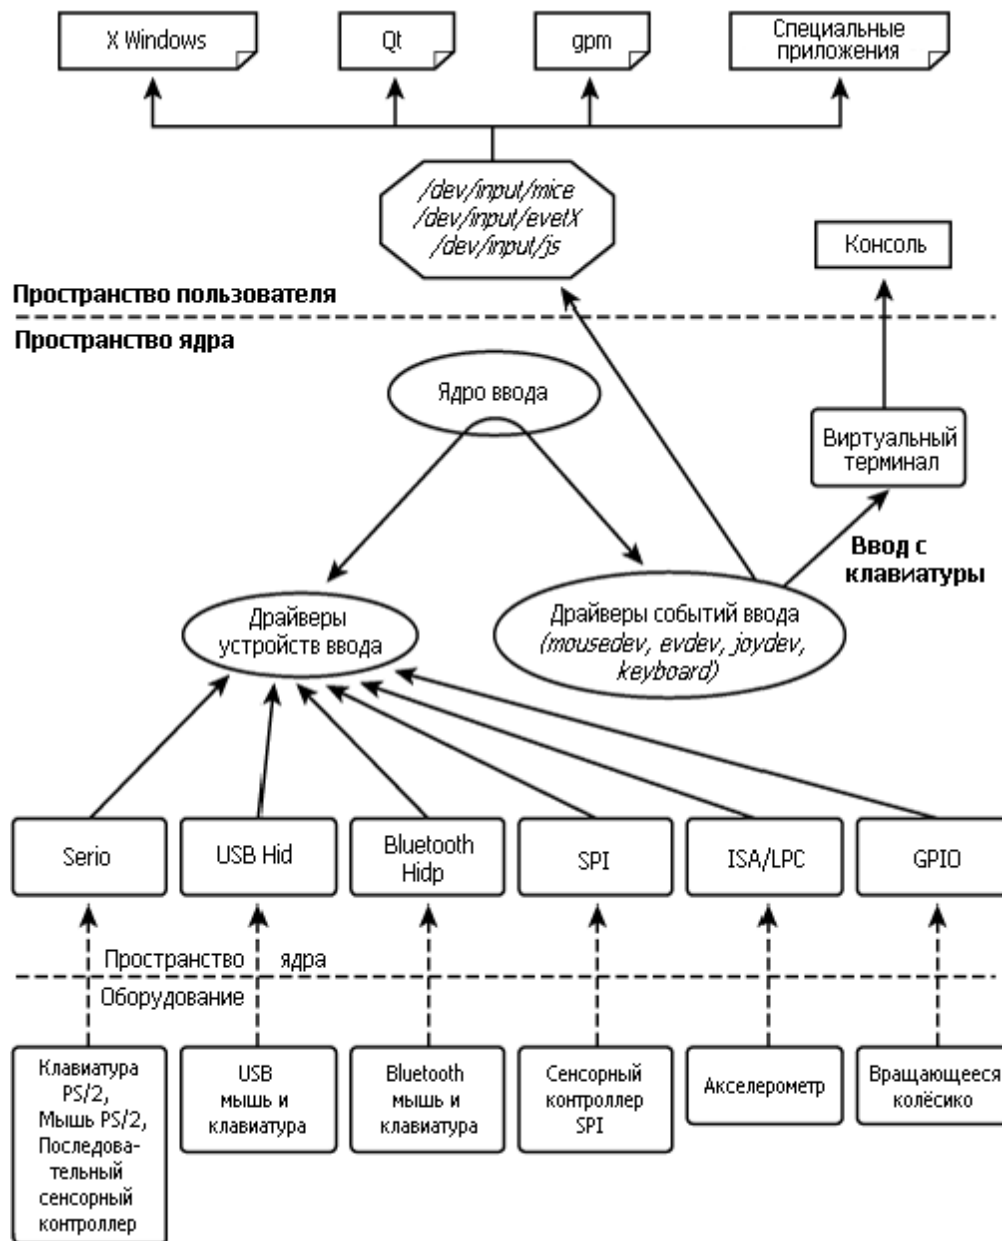 X Windows
Qt
gpm
Специальные
приложения
/dev/input/mice
/dev/input/evetX
/dev/input/js
Консоль
Пространство пользователя
Пространство ядра
Ядро ввода
Виртуальный
терминал
Ввод с
клавиатуры
Драйверы
устройств ввода
Драйверы событий ввода
(mousedev, evdev, joydev,
keyboard)
Serio
USB Hid
Bluetooth
Hidp
SPI
ISA/LPC
GPIO
Пространство ядра
Оборудование
Клавиатура
PS/2,
Мышь PS/2,
Последова-
тельный
сенсорный
контроллер
USB
мышь и
клавиатура
Bluetooth
мышь и
клавиатура
Сенсорный
контроллер
SPI
Акселерометр
Вращающееся
колёсико